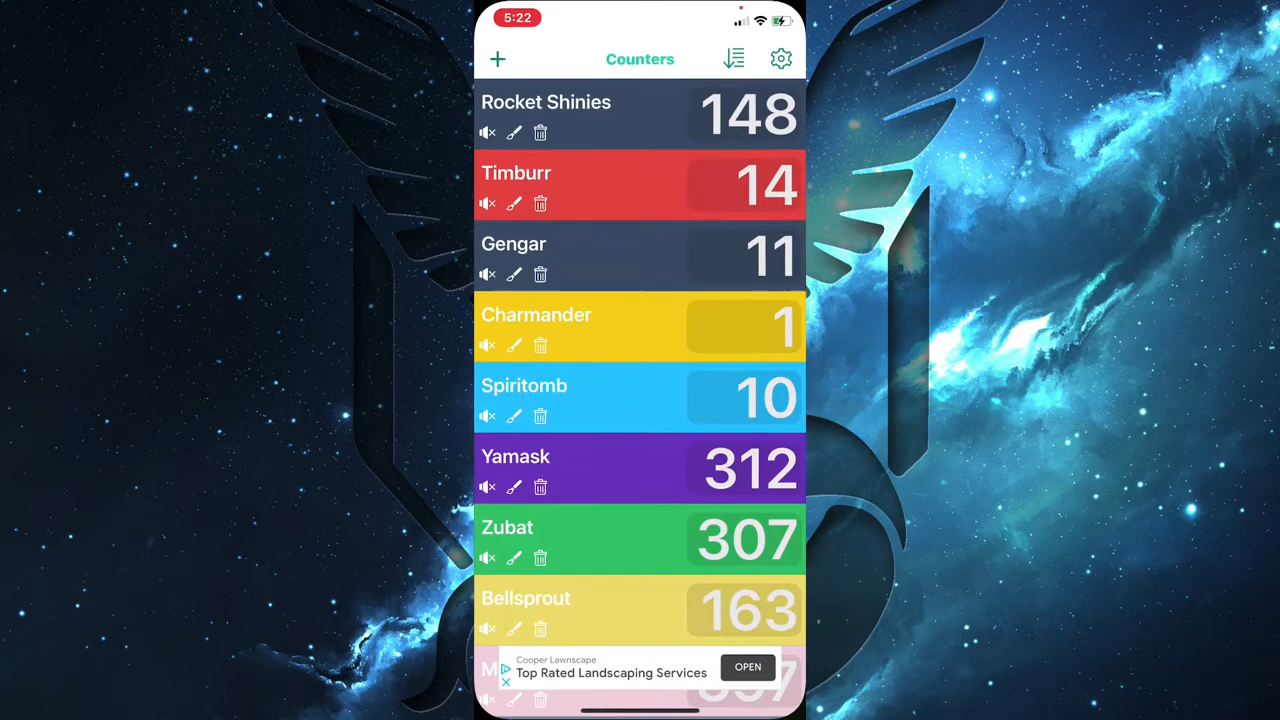 5:22
Counters
Rocket Shinies
148
Timburr
14
Gengar
11
Charmander
1
Spiritomb
10
Yamask
312
Zubat
307
Bellsprout
163
M
Cooper Lawnscape
Top Rated Landscaping Services
OPEN